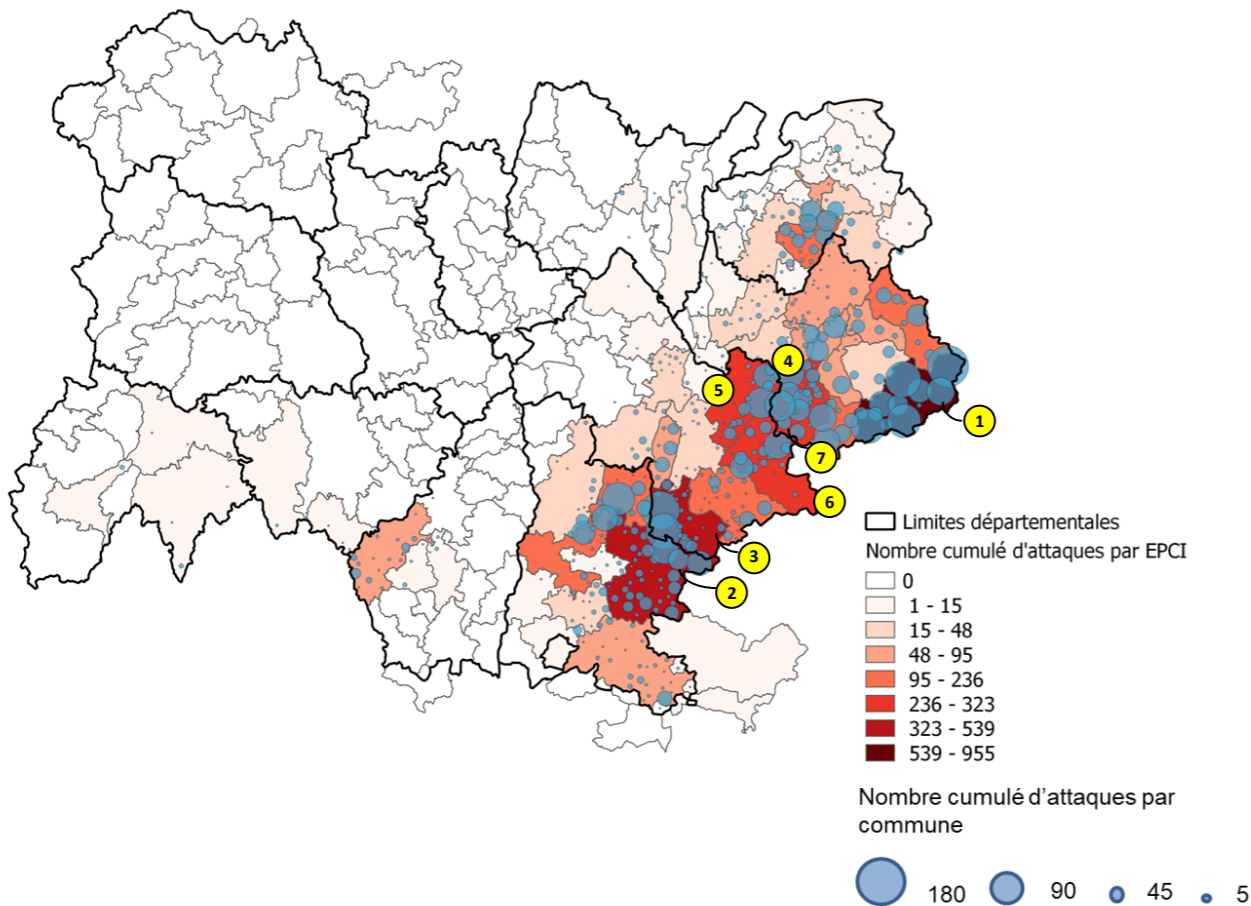 4
5
1
7
6
3
2
Limites départementales
Nombre cumulé d'attaques par EPCI
0
1 - 15
15 - 48
48 - 95
95 - 236
236 - 323
323 - 539
539 - 955
Nombre cumulé d'attaques par
commune
180 90 45 5